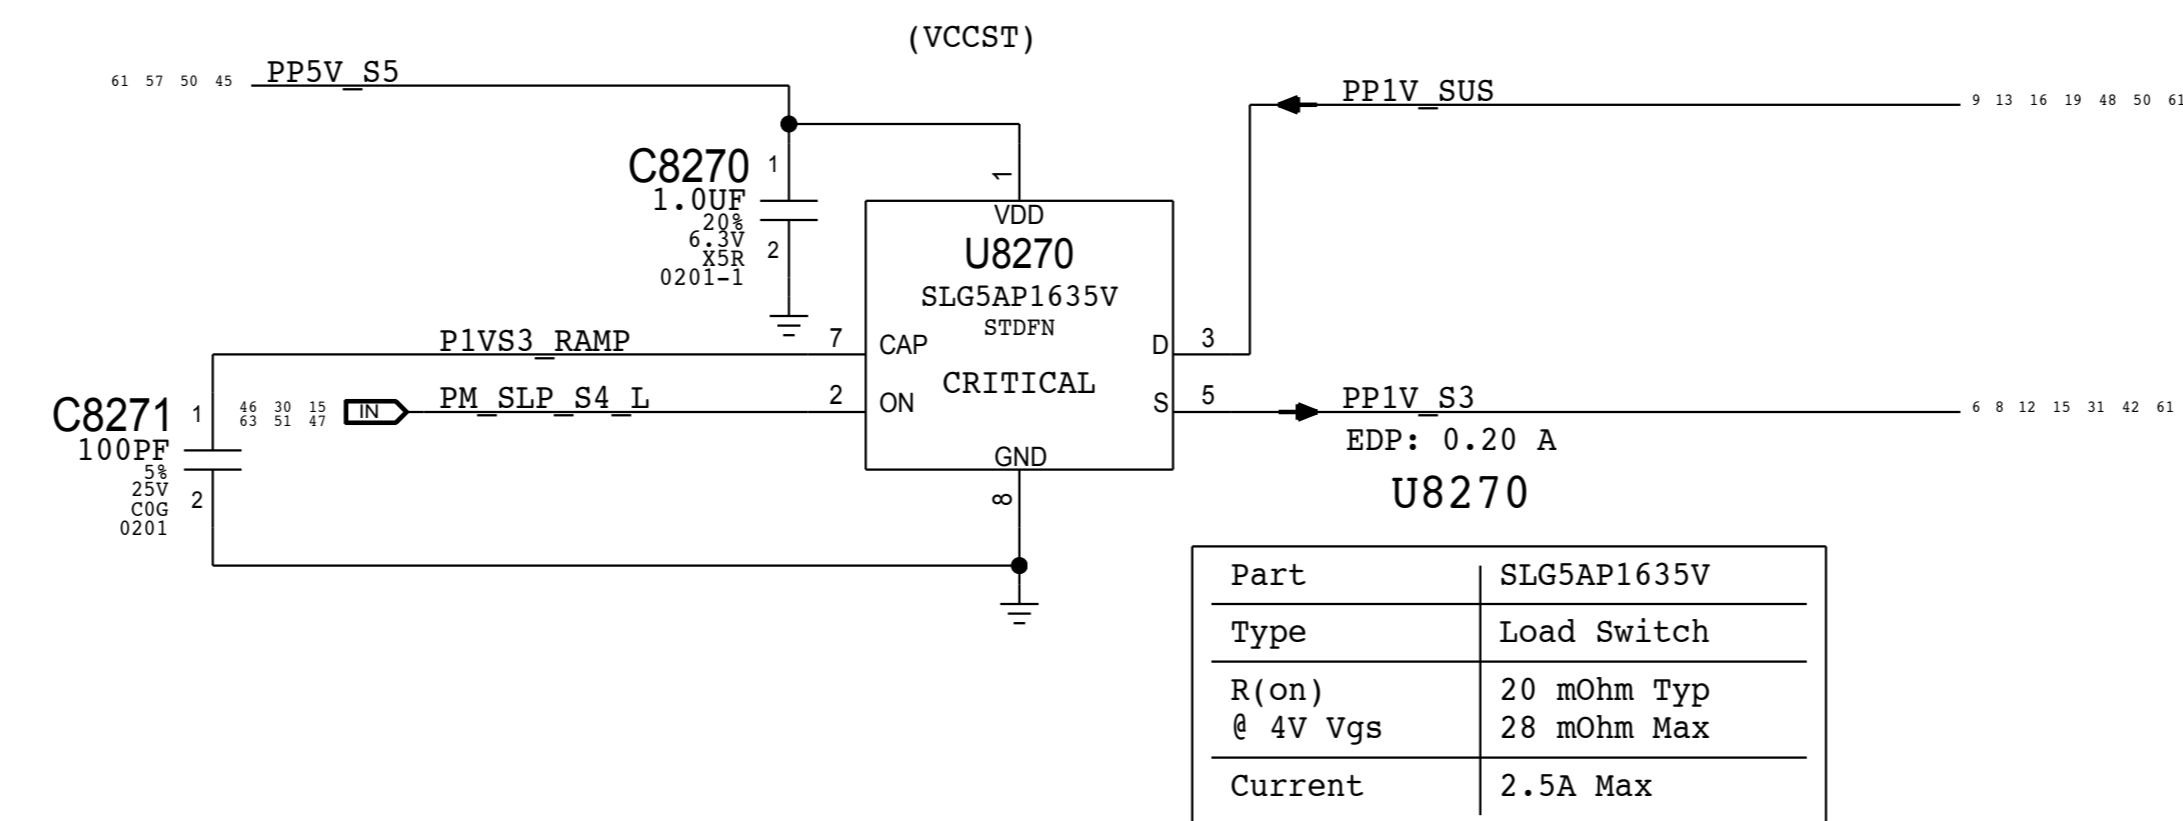 (VCCST)
61 57 50 45 PP5V_S5
PP1V_SUS 9 13 16 19 48 50 61
C8270 1
1.0UF
20%
6.3V
X5R 2
0201-1
1
VDD
U8270
SLG5AP1635V
STDFN
CRITICAL
P1VS3_RAMP 7 CAP
D 3
C8271 1
100PF
5%
25V
C0G 2
0201
46 30 15
63 51 47
IN PM_SLP_S4_L 2 ON
S 5 PP1V_S3 6 8 12 15 31 42 61
EDP: 0.20 A
GND
8
U8270
Part SLG5AP1635V
Type Load Switch
R(on) 20 mOhm Typ
@ 4V Vgs 28 mOhm Max
Current 2.5A Max